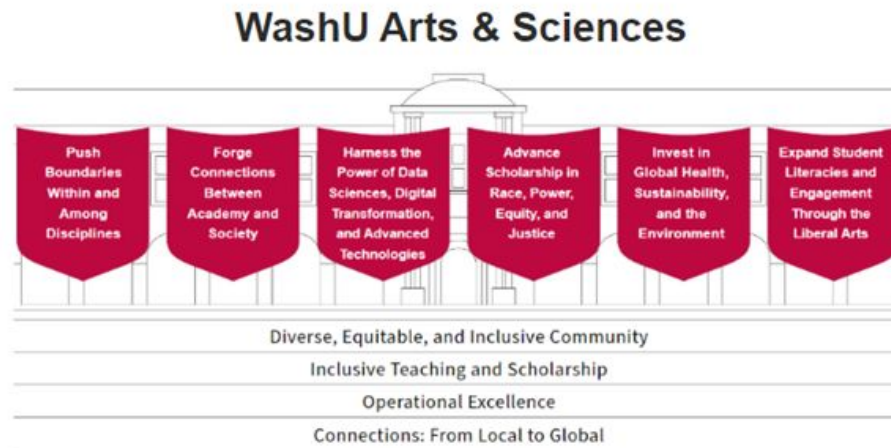 WashU Arts & Sciences
Push
Boundaries
Within and
Among
Disciplines
Forge
Connections
Between
Academy and
Society
Harness the
Power of Data
Sciences, Digital
Transformation,
and Advanced
Technologies
Advance
Scholarship in
Race, Power,
Equity, and
Justice
Invest in
Global Health,
Sustainability,
and the
Environment
Expand Student
Literacies and
Engagement
Through the
Liberal Arts
Diverse, Equitable, and Inclusive Community
Inclusive Teaching and Scholarship
Operational Excellence
Connections: From Local to Global